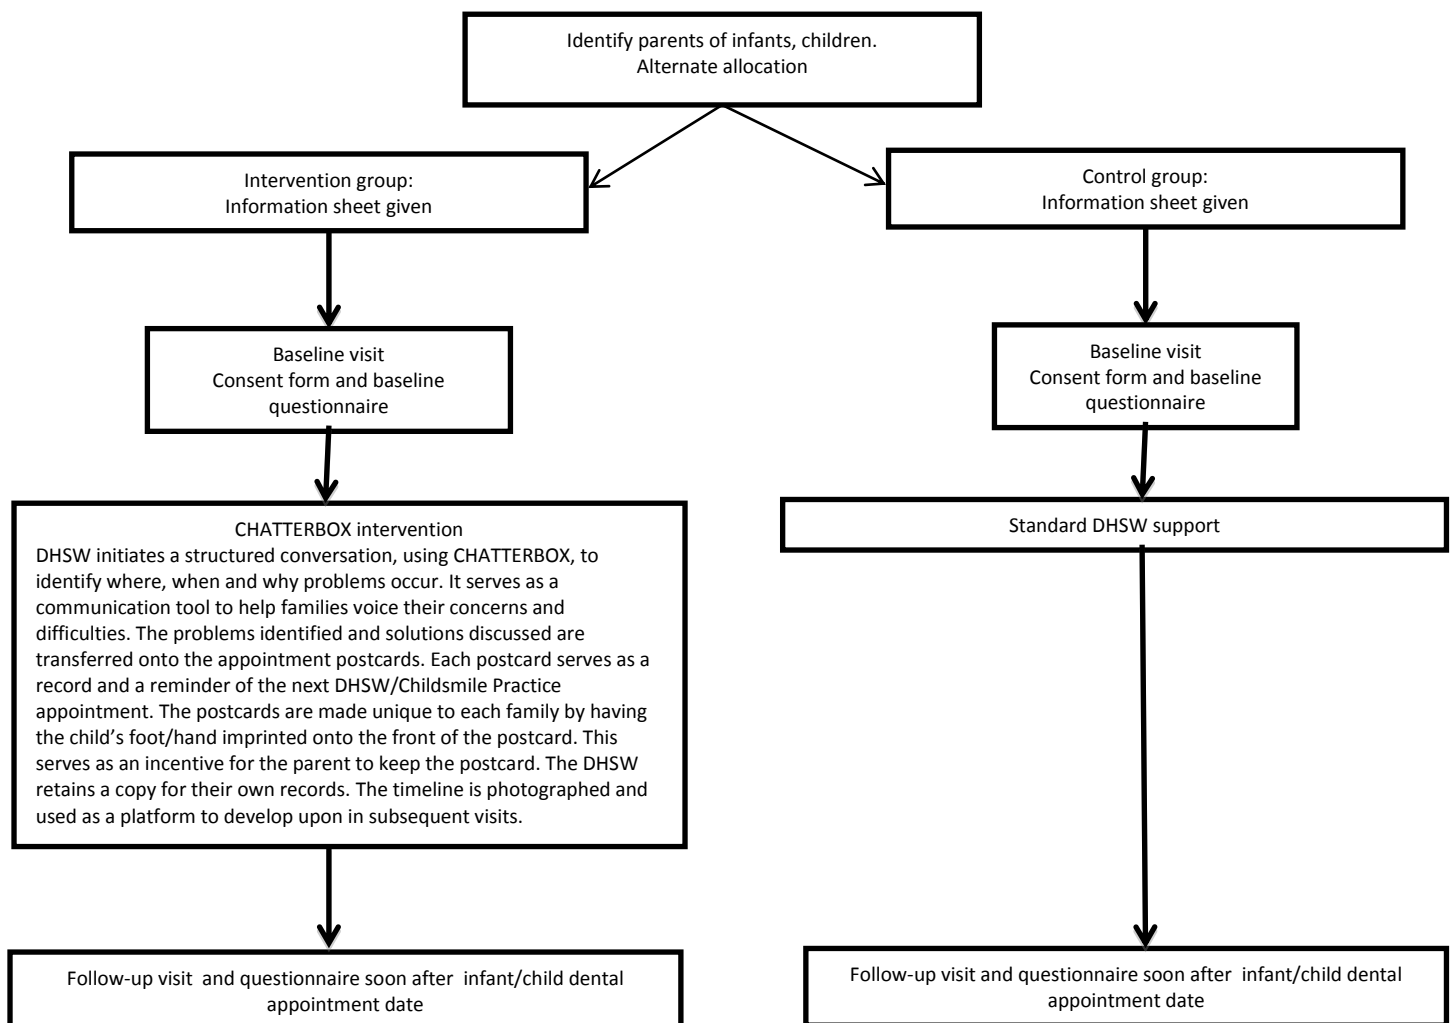 Identify parents of infants, children.
Alternate allocation
Intervention group:
Information sheet given
Control group:
Information sheet given
Baseline visit
Consent form and baseline
questionnaire
Baseline visit
Consent form and baseline
questionnaire
CHATTERBOX intervention
DHSW initiates a structured conversation, using CHATTERBOX, to
identify where, when and why problems occur. It serves as a
communication tool to help families voice their concerns and
difficulties. The problems identified and solutions discussed are
transferred onto the appointment postcards. Each postcard serves as a
record and a reminder of the next DHSW/Childsmile Practice
appointment. The postcards are made unique to each family by having
the child’s foot/hand imprinted onto the front of the postcard. This
serves as an incentive for the parent to keep the postcard. The DHSW
retains a copy for their own records. The timeline is photographed and
used as a platform to develop upon in subsequent visits.
Standard DHSW support
Follow-up visit and questionnaire soon after infant/child dental
appointment date
Follow-up visit and questionnaire soon after infant/child dental
appointment date